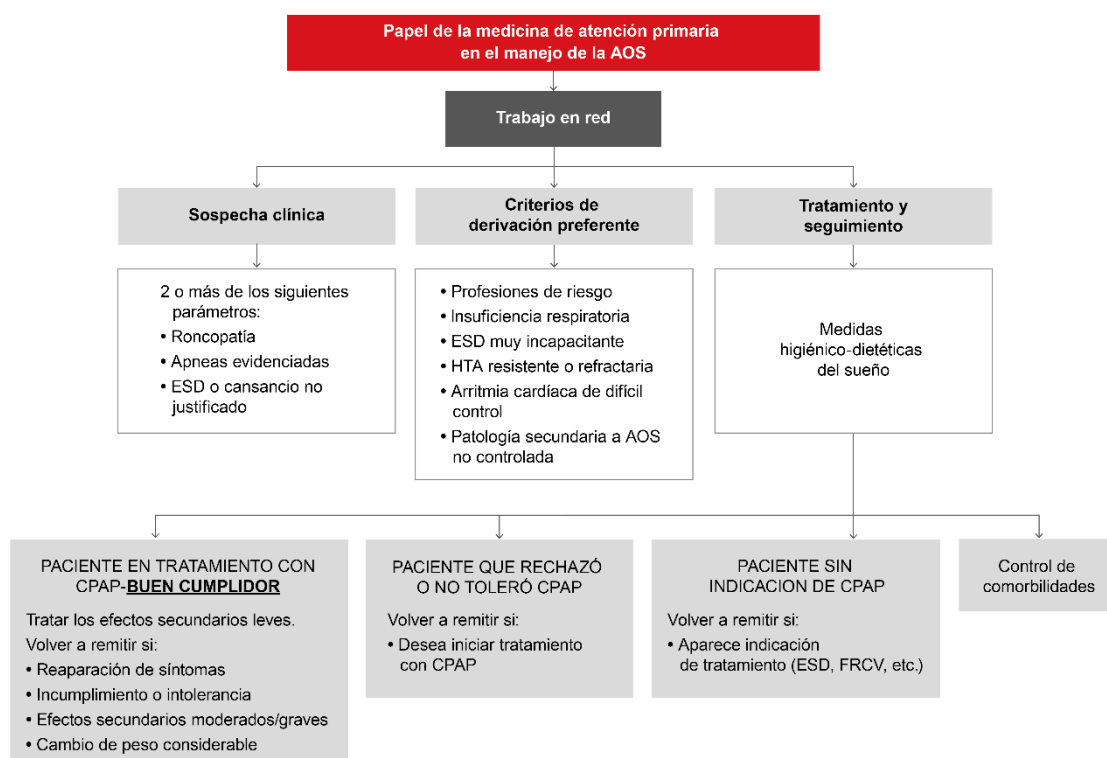 Papel de la medicina de atención primaria
en el manejo de la AOS
Trabajo en red
Sospecha clínica
2 o más de los siguientes
parámetros:
• Roncopatía
• Apneas evidenciadas
• ESD o cansancio no
justificado
Criterios de
derivación preferente
• Profesiones de riesgo
• Insuficiencia respiratoria
• ESD muy incapacitante
• HTA resistente o refractaria
• Arritmia cardíaca de difícil
control
• Patología secundaria a AOS
no controlada
Tratamiento y
seguimiento
Medidas
higiénico-dietéticas
del sueño
PACIENTE EN TRATAMIENTO CON
CPAP-BUEN CUMPLIDOR
Tratar los efectos secundarios leves.
Volver a remitir si:
• Reaparación de síntomas
• Incumplimiento o intolerancia
• Efectos secundarios moderados/graves
• Cambio de peso considerable
PACIENTE QUE RECHAZÓ
O NO TOLERÓ CPAP
Volver a remitir si:
• Desea iniciar tratamiento
con CPAP
PACIENTE SIN
INDICACION DE CPAP
Volver a remitir si:
• Aparece indicación
de tratamiento (ESD, FRCV, etc.)
Control de
comorbilidades